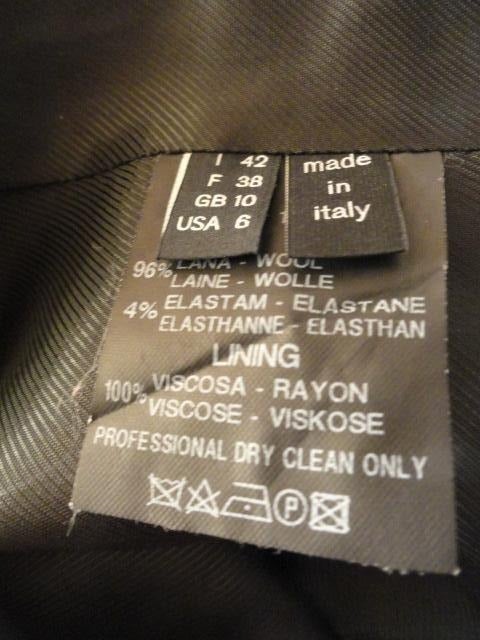 I 42
F 38
GB 10
USA 6
made
in
italy
96% LANA - WOOL
LAINE - WOLLE
4% ELASTAM - ELASTANE
ELASTHANNE - ELASTHAN
LINING
100% VISCOSA - RAYON
VISCOSE - VISKOSE
PROFESSIONAL DRY CLEAN ONLY
P